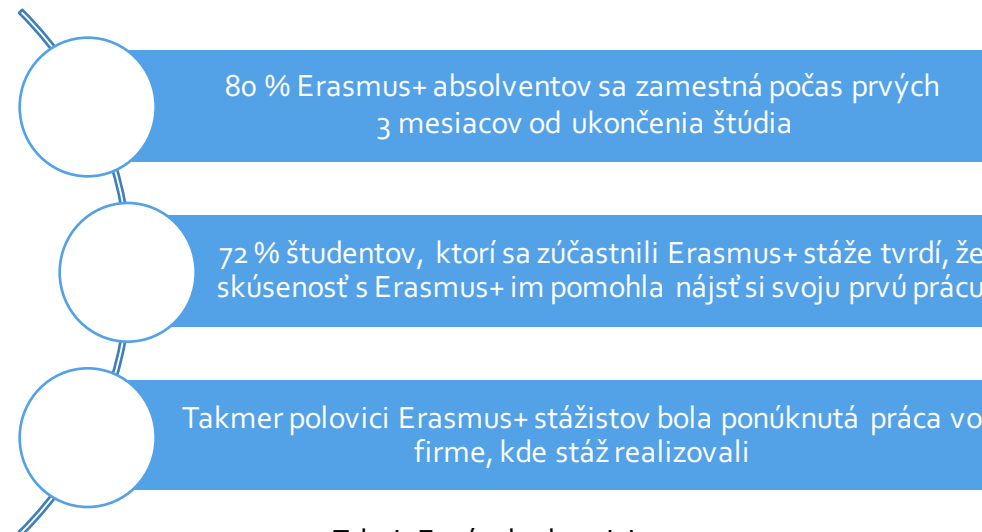 80 % Erasmus+ absolventov sa zamestná počas prvých
3 mesiacov od ukončenia štúdia
72 % študentov, ktorí sa zúčastnili Erasmus+ stáže tvrdí, že
skúsenosť s Erasmus+ im pomohla nájsť si svoju prvú prácu
Takmer polovici Erasmus+ stážistov bola ponúknutá práca vo
firme, kde stáž realizovali